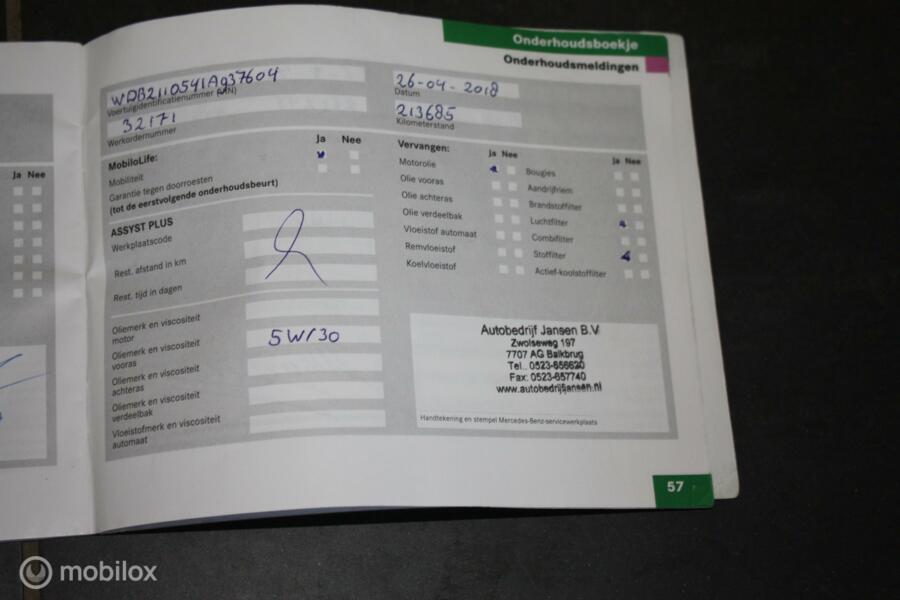 Onderhoudsboekje
Onderhoudsmeldingen
WDB2110541A937604
Voertuigidentificatienummer (VIN)
32171
Werkordernummer
26-04-2018
Datum
213685
Kilometerstand
Ja Nee
MobiloLife:
Ja Nee
Mobiliteit
Garantie tegen doorroesten
(tot de eerstvolgende onderhoudsbeurt)
ASSYST PLUS
Werkplaatscode
Rest. afstand in km
Rest. tijd in dagen
Oliemerk en viscositeit
motor
Oliemerk en viscositeit
vooras
5W/30
Oliemerk en viscositeit
achteras
Oliemerk en viscositeit
verdeelbak
Vloeistofmerk en viscositeit
automaat
Vervangen:
Ja Nee
Motorolie
Olie vooras
Olie achteras
Olie verdeelbak
Vloeistof automaat
Remvloeistof
Koelvloeistof
Ja Nee
Bougies
Aandrijfriem
Brandstoffilter
Luchtfilter
Combifilter
Stoffilter
Actief-koolstoffilter
Autobedrijf Jansen B.V.
Zwolseweg 197
7707 AG Balkbrug
Tel.. 0523-656620
Fax: 0523-657740
www.autobedrijfjansen.nl
Handtekening en stempel Mercedes-Benz-servicewerkplaats
57
mobilox